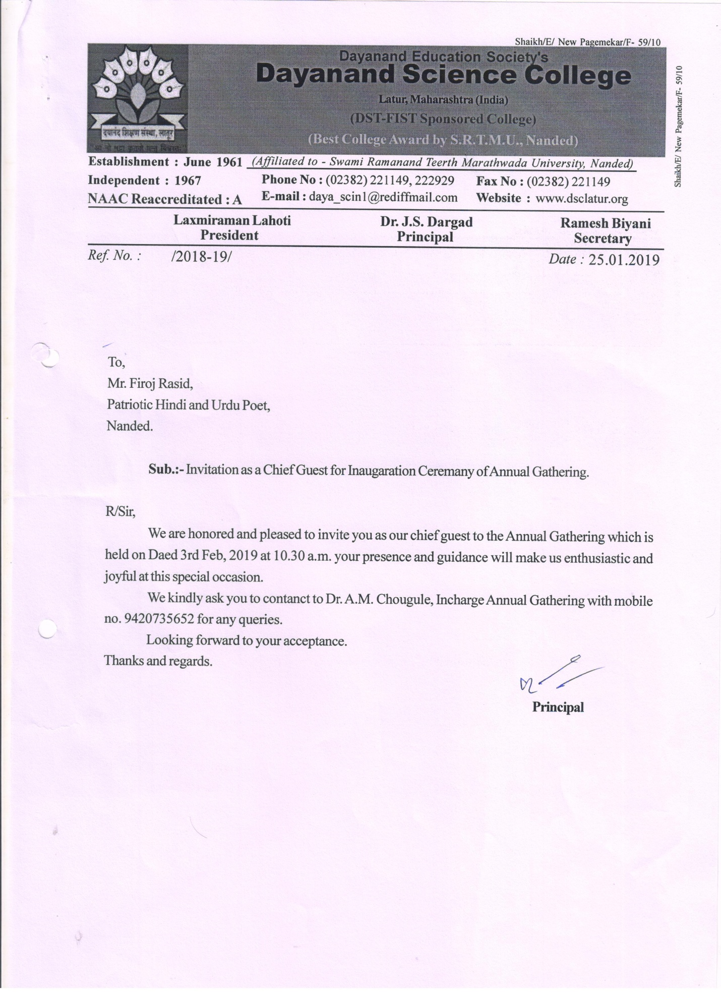 Shaikh/E/ New Pagemekar/F- 59/10
Dayanand Education Society's
Dayanand Science College
Latur, Maharashtra (India)
(DST-FIST Sponsored College)
(Best College Award by S.R.T.M.U., Nanded)
दयानंद शिक्षण संस्था, लातूर
Shaikh/E/ New Pagemekar/F- 59/10
Establishment : June 1961 (Affiliated to - Swami Ramanand Teerth Marathwada University, Nanded)
Independent : 1967 Phone No : (02382) 221149, 222929 Fax No : (02382) 221149
NAAC Reaccreditated : A E-mail : daya_scin1@rediffmail.com Website : www.dsclatur.org
Laxmiraman Lahoti Dr. J.S. Dargad Ramesh Biyani
President Principal Secretary
Ref. No. : /2018-19/ Date : 25.01.2019
To,
Mr. Firoj Rasid,
Patriotic Hindi and Urdu Poet,
Nanded.
Sub.:- Invitation as a Chief Guest for Inaugaration Ceremany of Annual Gathering.
R/Sir,
We are honored and pleased to invite you as our chief guest to the Annual Gathering which is
held on Daed 3rd Feb, 2019 at 10.30 a.m. your presence and guidance will make us enthusiastic and
joyful at this special occasion.
We kindly ask you to contanct to Dr. A.M. Chougule, Incharge Annual Gathering with mobile
no. 9420735652 for any queries.
Looking forward to your acceptance.
Thanks and regards.
Principal